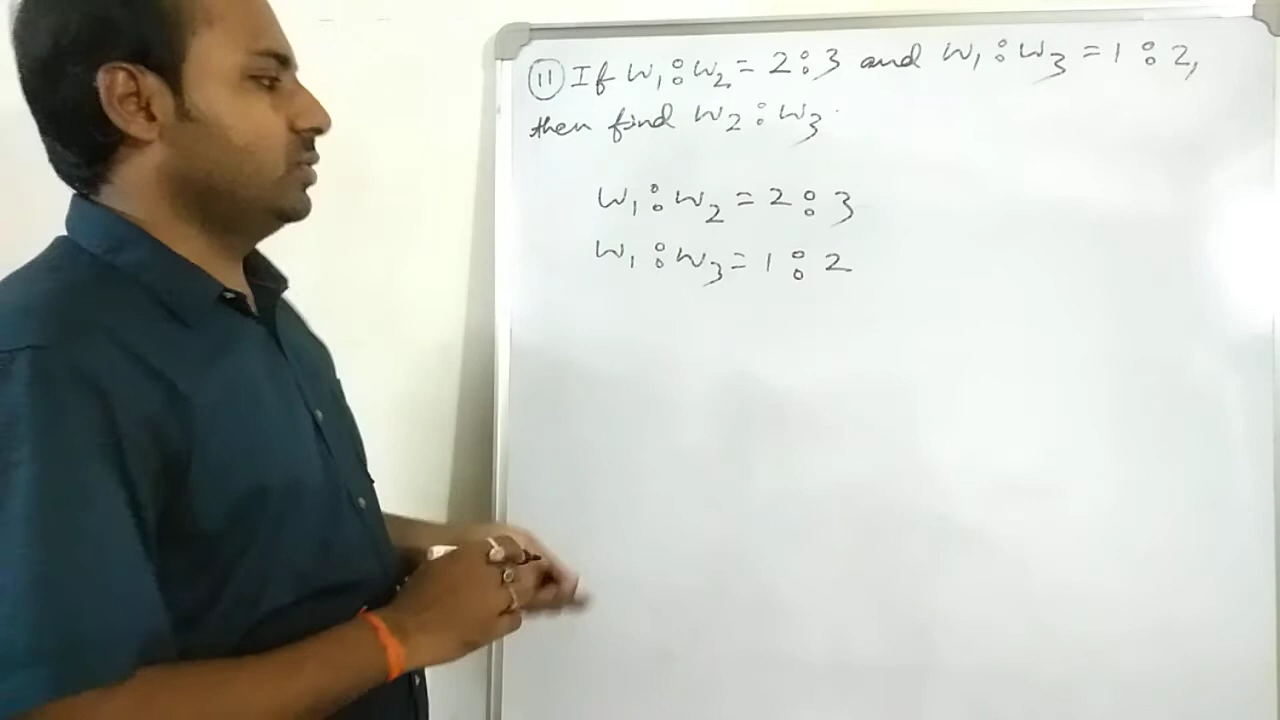 (11) If W₁ : W₂ = 2 : 3 and W₁ : W₃ = 1 : 2,
then find W₂ : W₃.
W₁ : W₂ = 2 : 3
W₁ : W₃ = 1 : 2